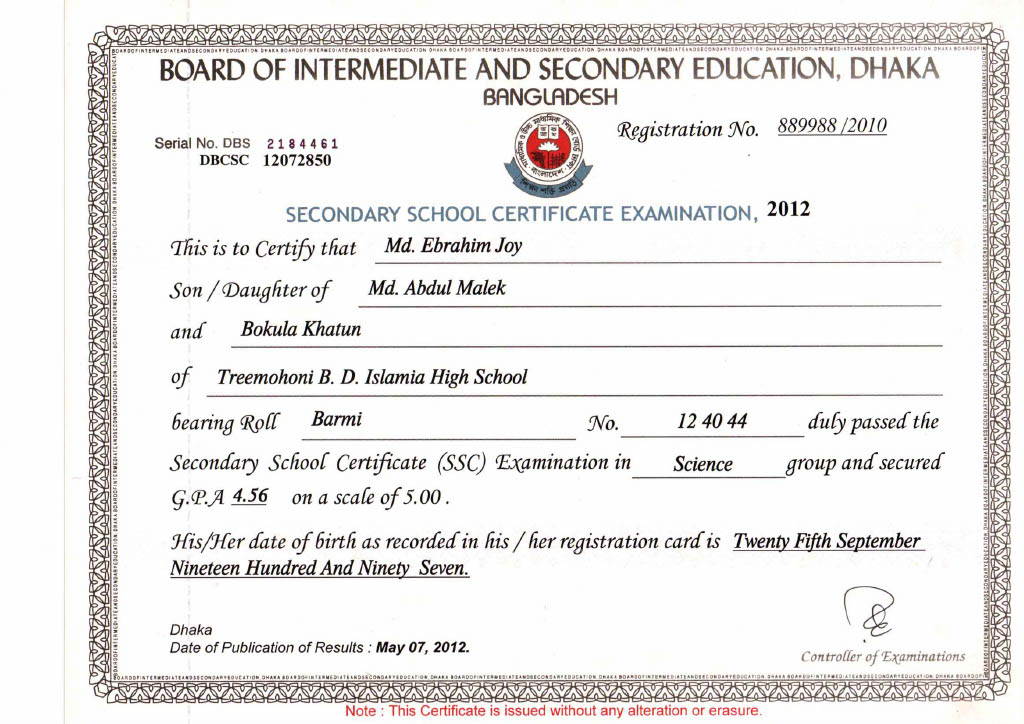 BOARD OF INTERMEDIATE AND SECONDARY EDUCATION, DHAKA
BANGLADESH
Serial No. DBS 2184461
DBCSC 12072850
Registration No. 889988 /2010
SECONDARY SCHOOL CERTIFICATE EXAMINATION, 2012
This is to Certify that Md. Ebrahim Joy
Son / Daughter of Md. Abdul Malek
and Bokula Khatun
of Treemohoni B. D. Islamia High School
bearing Roll Barmi No. 12 40 44 duly passed the
Secondary School Certificate (SSC) Examination in Science group and secured
G.P.A 4.56 on a scale of 5.00 .
His/Her date of birth as recorded in his / her registration card is Twenty Fifth September
Nineteen Hundred And Ninety Seven.
Dhaka
Date of Publication of Results : May 07, 2012.
Controller of Examinations
Note : This Certificate is issued without any alteration or erasure.